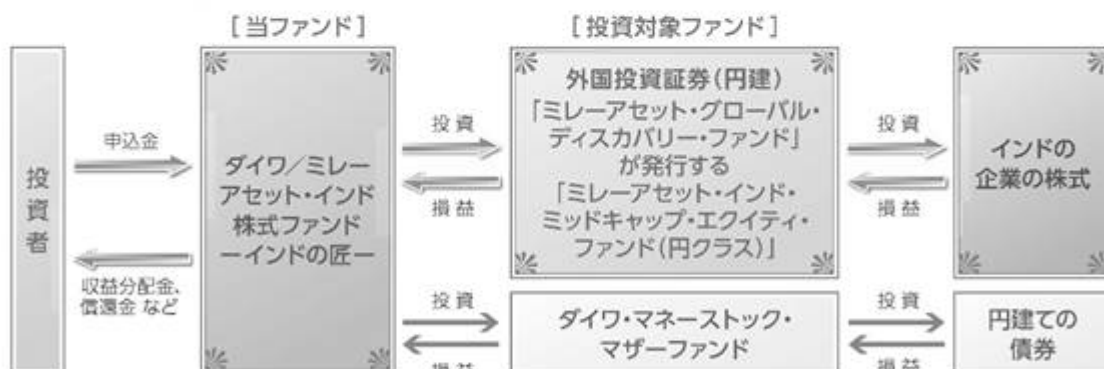 [当ファンド]
[投資対象ファンド]
投資者
申込金
収益分配金、
償還金 など
ダイワ/ミレー
アセット・インド
株式ファンド
ーインドの匠ー
投資
損益
外国投資証券(円建)
「ミレーアセット・グローバル・
ディスカバリー・ファンド」
が発行する
「ミレーアセット・インド・
ミッドキャップ・エクイティ・
ファンド(円クラス)」
投資
損益
インドの
企業の株式
投資
損益
ダイワ・マネーストック・
マザーファンド
投資
損益
円建ての
債券